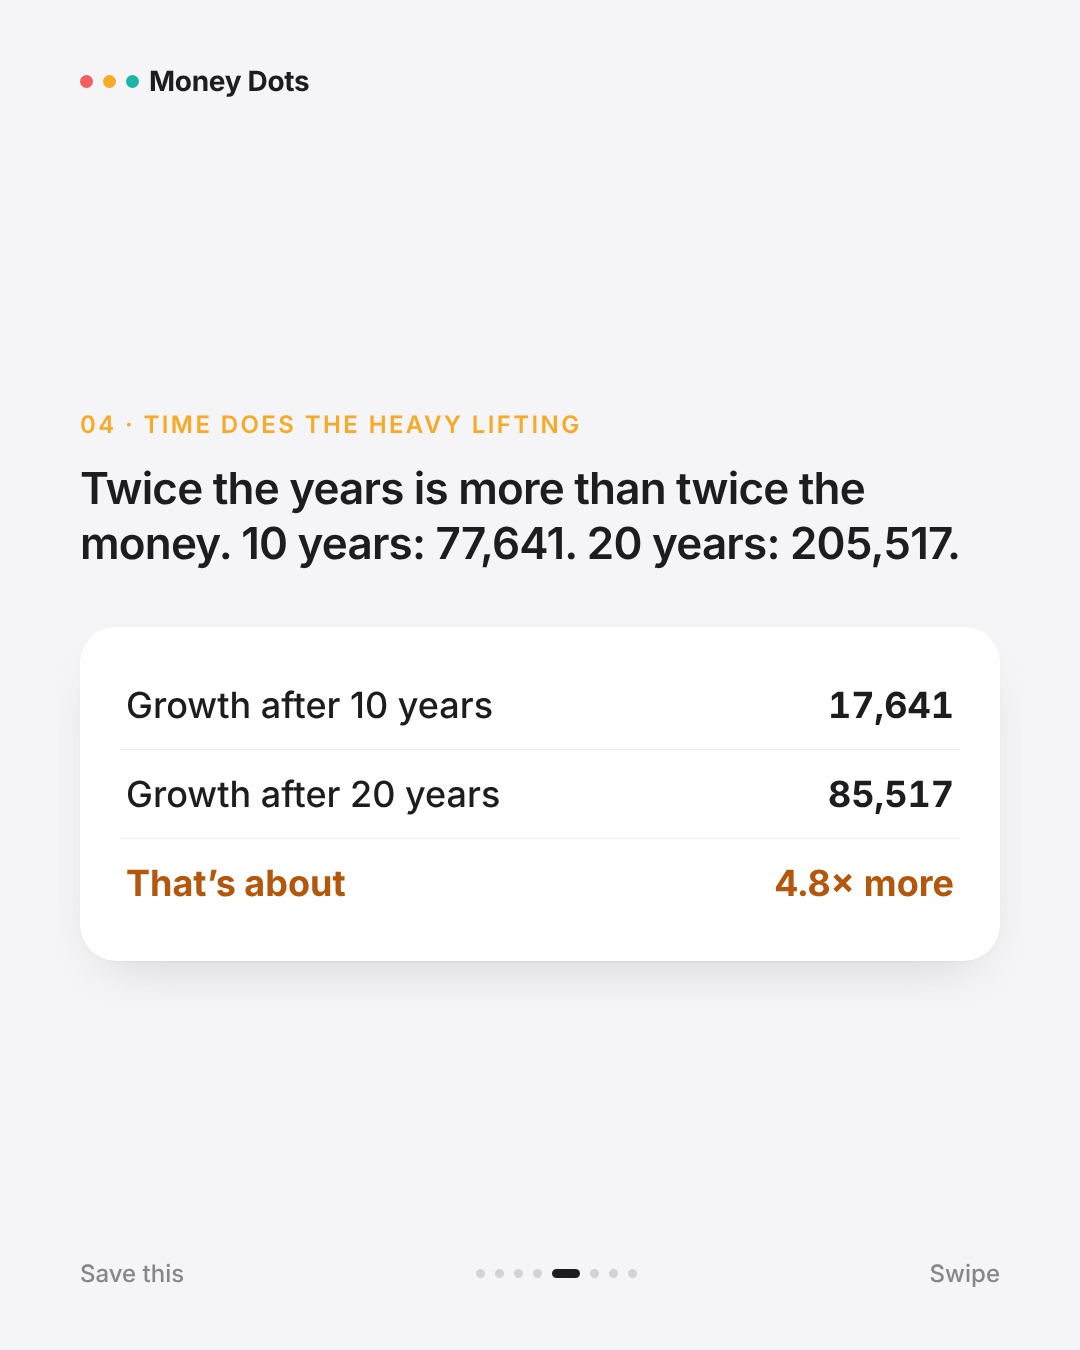 Money Dots
04 · TIME DOES THE HEAVY LIFTING
Twice the years is more than twice the
money. 10 years: 77,641. 20 years: 205,517.
Growth after 10 years 17,641
Growth after 20 years 85,517
That’s about 4.8× more
Save this Swipe